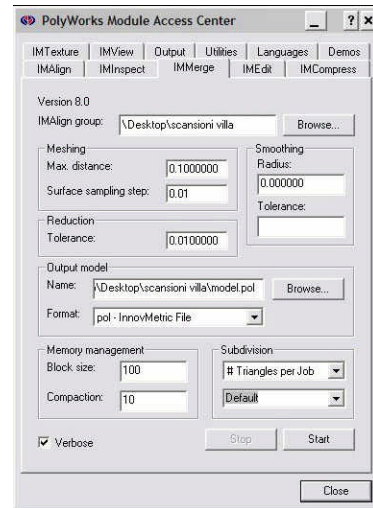 PolyWorks Module Access Center
IMTexture IMView Output Utilities Languages Demos
IMAlign IMInspect IMMerge IMEdit IMCompress
Version 8.0
IMAlign group: \Desktop\scansioni villa Browse...
Meshing
Max. distance: 0.1000000
Surface sampling step: 0.01
Smoothing
Radius:
0.000000
Tolerance:
Reduction
Tolerance: 0.0100000
Output model
Name: \Desktop\scansioni villa\model.pol Browse...
Format: pol - InnovMetric File
Memory management
Block size: 100
Compaction: 10
Subdivision
# Triangles per Job
Default
Verbose Stop Start
Close